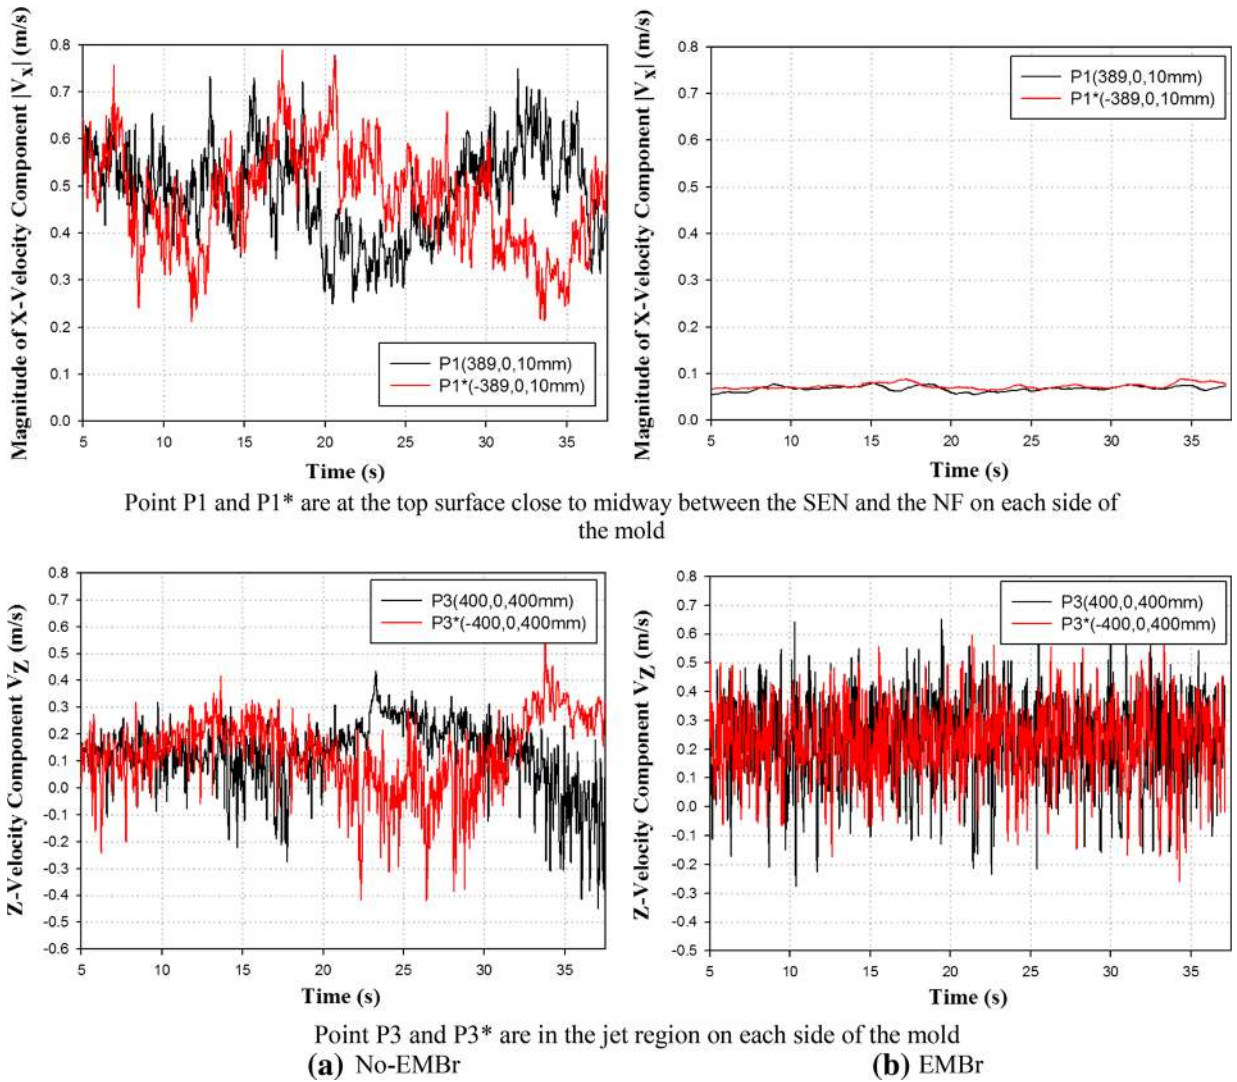 Magnitude of X-Velocity Component |Vx| (m/s)
0.8
0.7
0.6
0.5
0.4
0.3
0.2
0.1
0.0
P1(389,0,10mm)
P1*(-389,0,10mm)
5 10 15 20 25 30 35
Time (s)
Magnitude of X-Velocity Component |Vx| (m/s)
0.8
0.7
0.6
0.5
0.4
0.3
0.2
0.1
0.0
P1(389,0,10mm)
P1*(-389,0,10mm)
5 10 15 20 25 30 35
Time (s)
Point P1 and P1* are at the top surface close to midway between the SEN and the NF on each side of
the mold
Z-Velocity Component VZ (m/s)
0.8
0.7
0.6
0.5
0.4
0.3
0.2
0.1
0.0
-0.1
-0.2
-0.3
-0.4
-0.5
-0.6
P3(400,0,400mm)
P3*(-400,0,400mm)
5 10 15 20 25 30 35
Time (s)
Z-Velocity Component VZ (m/s)
0.8
0.7
0.6
0.5
0.4
0.3
0.2
0.1
0.0
-0.1
-0.2
-0.3
-0.4
-0.5
P3(400,0,400mm)
P3*(-400,0,400mm)
5 10 15 20 25 30 35
Time (s)
Point P3 and P3* are in the jet region on each side of the mold
(a) No-EMBr
(b) EMBr